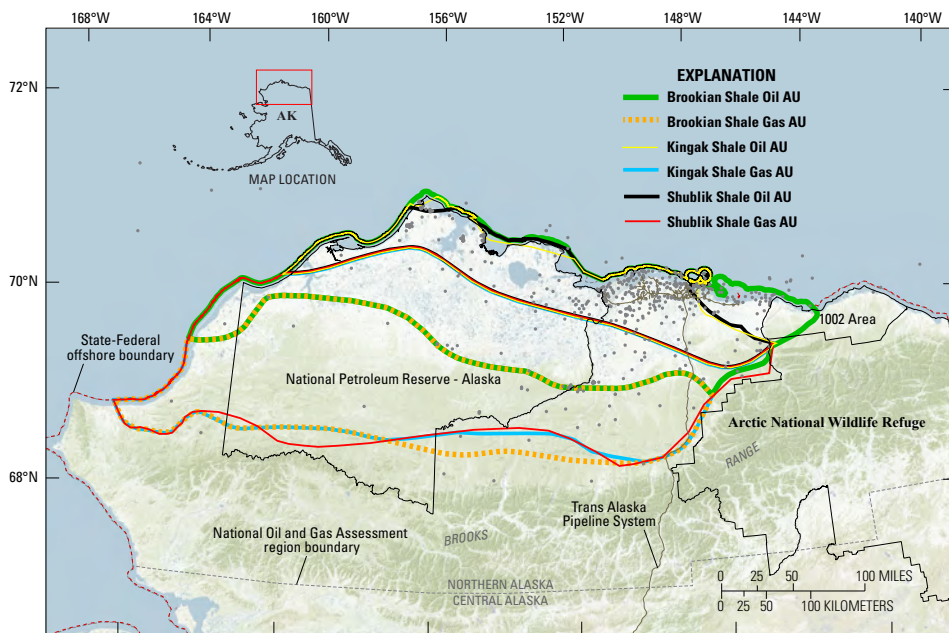 168°W
164°W
160°W
156°W
152°W
148°W
144°W
140°W
72°N
70°N
68°N
AK
MAP LOCATION
EXPLANATION
Brookian Shale Oil AU
Brookian Shale Gas AU
Kingak Shale Oil AU
Kingak Shale Gas AU
Shublik Shale Oil AU
Shublik Shale Gas AU
State-Federal
offshore boundary
1002 Area
National Petroleum Reserve - Alaska
Arctic National Wildlife Refuge
RANGE
BROOKS
Trans Alaska
Pipeline System
National Oil and Gas Assessment
region boundary
NORTHERN ALASKA
CENTRAL ALASKA
0 25 50 100 MILES
0 25 50 100 KILOMETERS